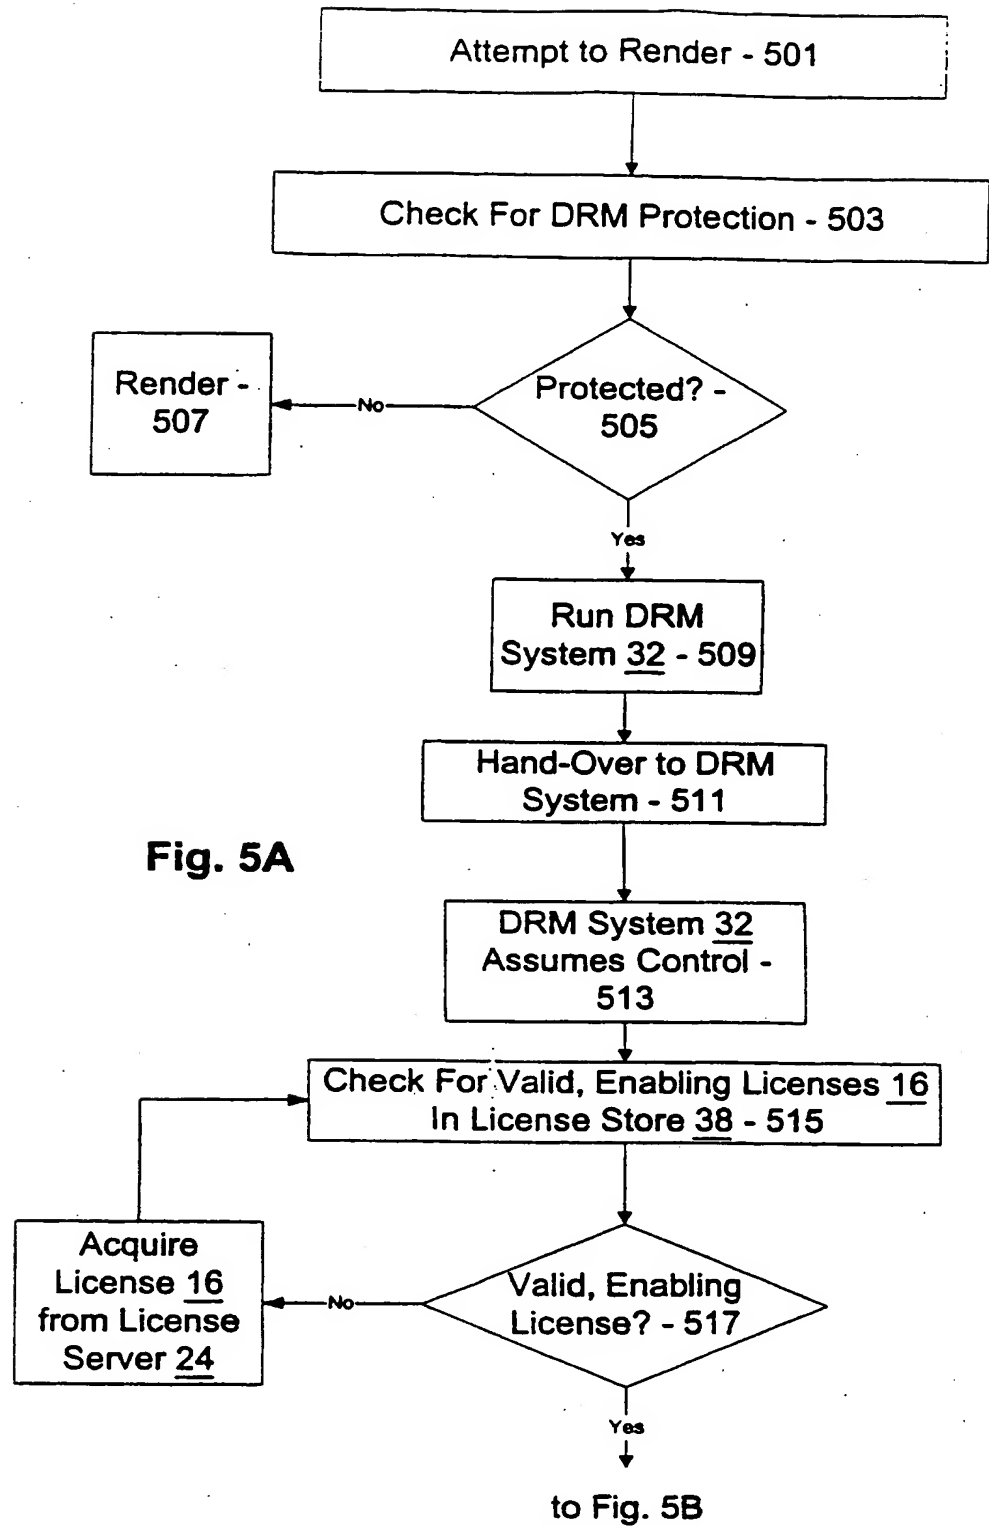 Attempt to Render - 501
Check For DRM Protection - 503
Protected? -
505
No
Render -
507
Yes
Run DRM
System 32 - 509
Hand-Over to DRM
System - 511
Fig. 5A
DRM System 32
Assumes Control -
513
Check For Valid, Enabling Licenses 16
In License Store 38 - 515
Valid, Enabling
License? - 517
No
Acquire
License 16
from License
Server 24
Yes
to Fig. 5B